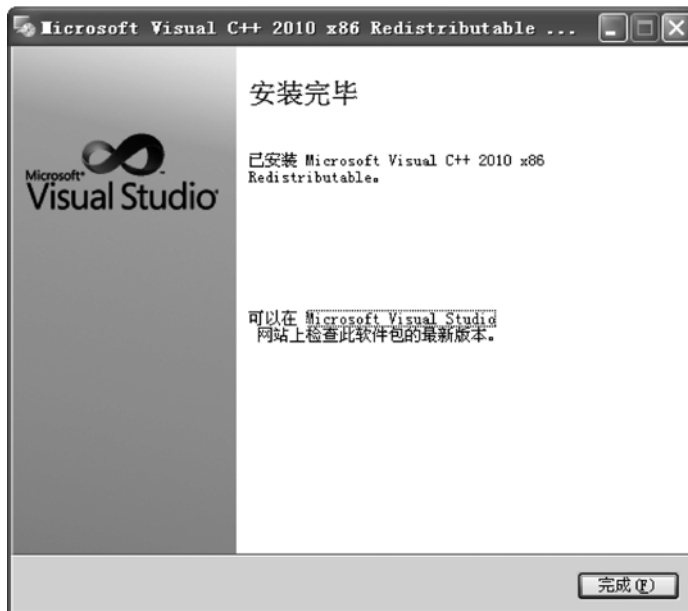 Microsoft Visual C++ 2010 x86 Redistributable ...
安装完毕
已安装 Microsoft Visual C++ 2010 x86
Redistributable。
Microsoft®
Visual Studio®
可以在 Microsoft Visual Studio
网站上检查此软件包的最新版本。
完成(F)